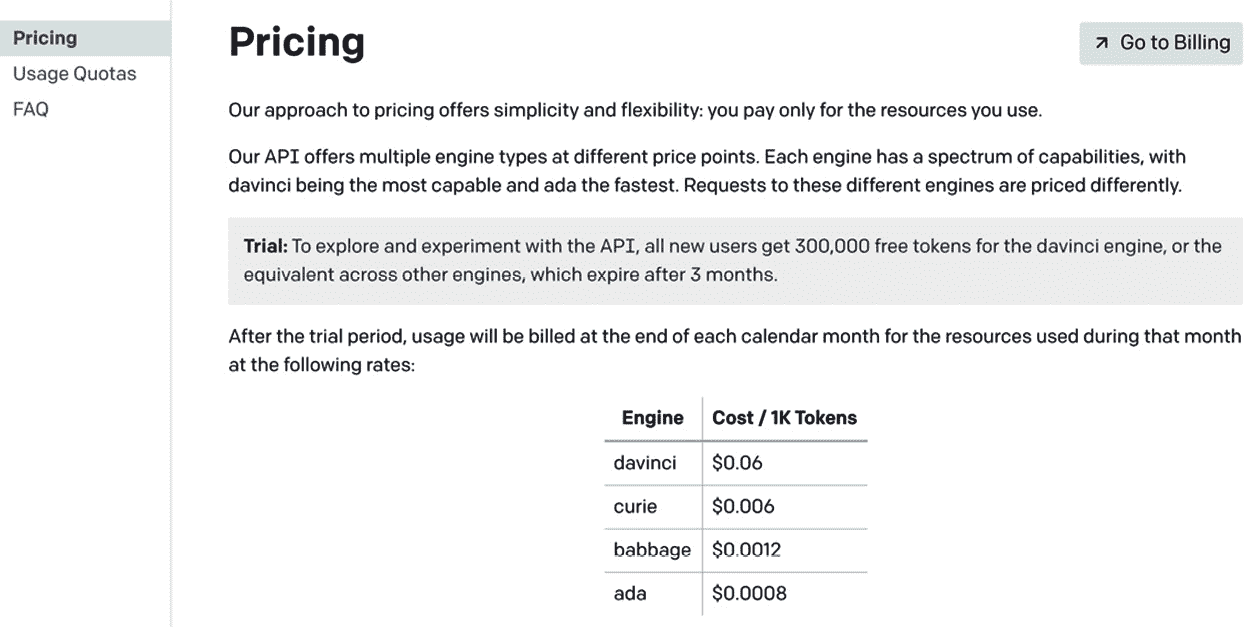 Pricing
Usage Quotas
FAQ
Pricing
Go to Billing
Our approach to pricing offers simplicity and flexibility: you pay only for the resources you use.
Our API offers multiple engine types at different price points. Each engine has a spectrum of capabilities, with
davinci being the most capable and ada the fastest. Requests to these different engines are priced differently.
Trial: To explore and experiment with the API, all new users get 300,000 free tokens for the davinci engine, or the
equivalent across other engines, which expire after 3 months.
After the trial period, usage will be billed at the end of each calendar month for the resources used during that month
at the following rates:
Engine Cost / 1K Tokens
davinci $0.06
curie $0.006
babbage $0.0012
ada $0.0008